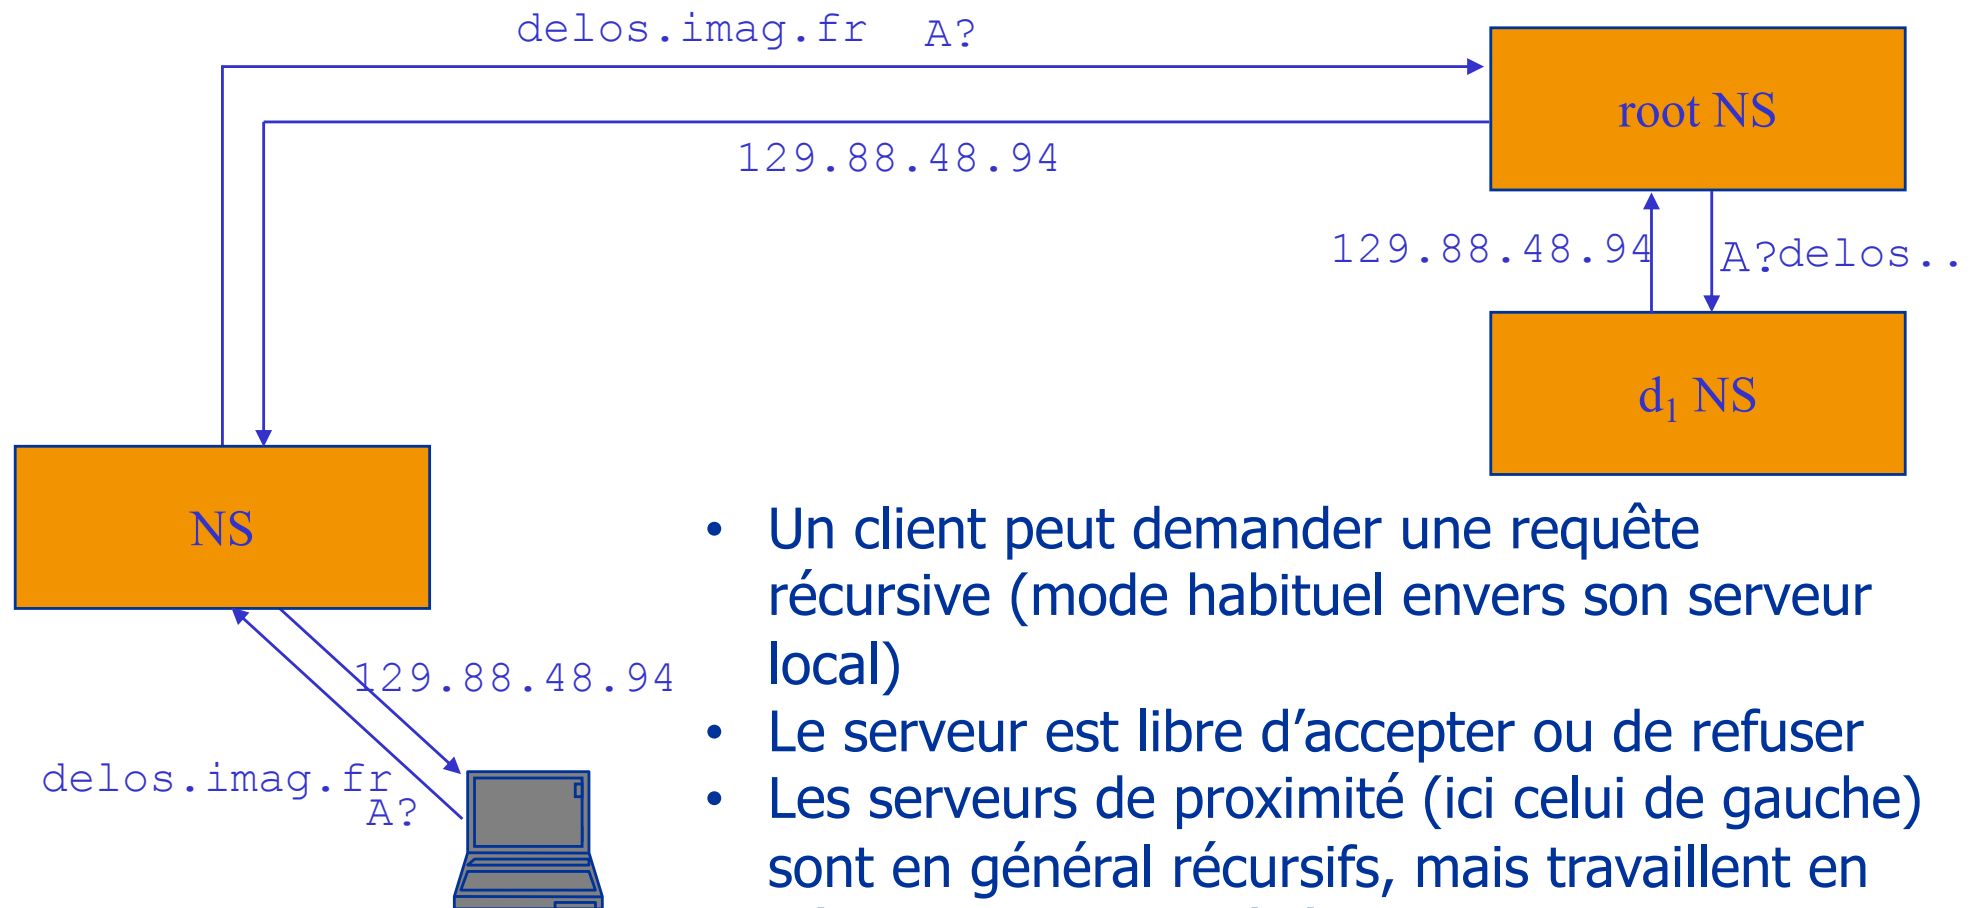 delos.imag.fr A?
root NS
129.88.48.94
129.88.48.94
A?delos..
d₁ NS
NS
• Un client peut demander une requête
récursive (mode habituel envers son serveur
local)
129.88.48.94
• Le serveur est libre d’accepter ou de refuser
delos.imag.fr
A?
• Les serveurs de proximité (ici celui de gauche)
sont en général récursifs, mais travaillent en